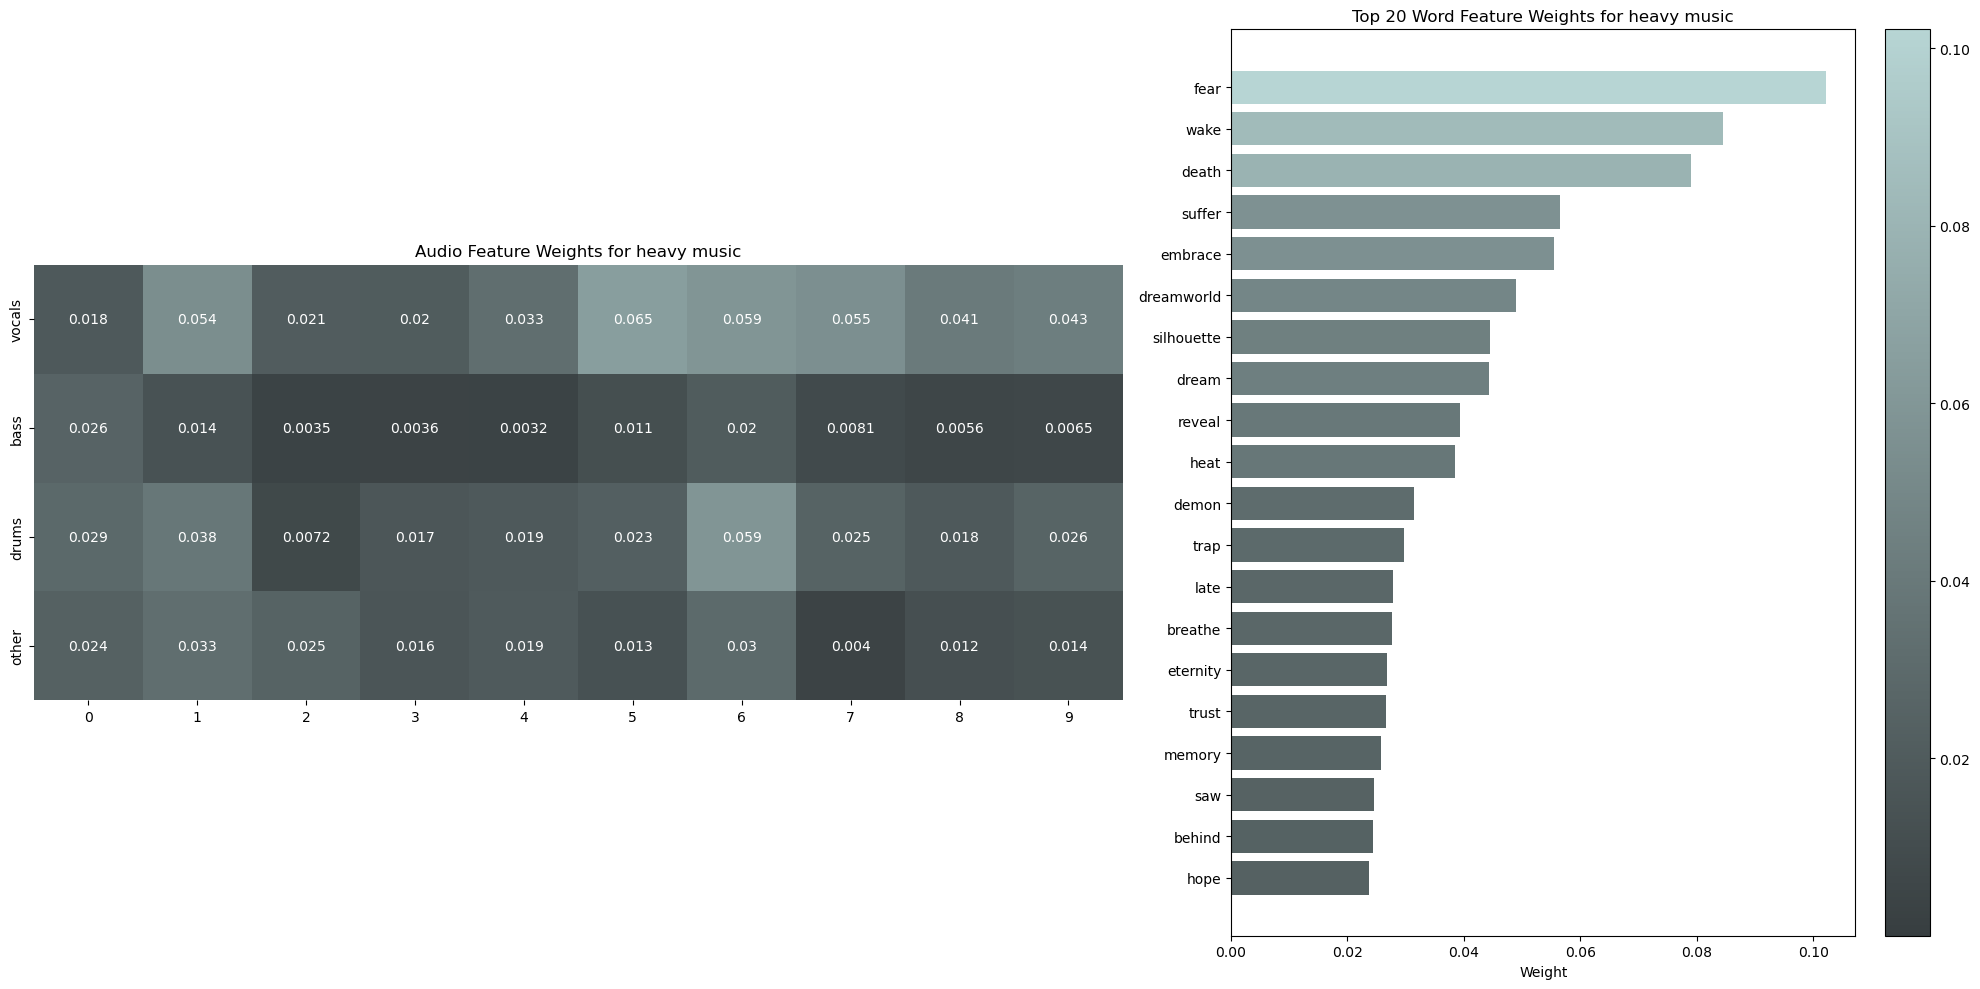 Audio Feature Weights for heavy music
vocals 0.018 0.054 0.021 0.02 0.033 0.065 0.059 0.055 0.041 0.043
bass 0.026 0.014 0.0035 0.0036 0.0032 0.011 0.02 0.0081 0.0056 0.0065
drums 0.029 0.038 0.0072 0.017 0.019 0.023 0.059 0.025 0.018 0.026
other 0.024 0.033 0.025 0.016 0.019 0.013 0.03 0.004 0.012 0.014
0 1 2 3 4 5 6 7 8 9
Top 20 Word Feature Weights for heavy music
fear
wake
death
suffer
embrace
dreamworld
silhouette
dream
reveal
heat
demon
trap
late
breathe
eternity
trust
memory
saw
behind
hope
0.00 0.02 0.04 0.06 0.08 0.10
Weight
0.10
0.08
0.06
0.04
0.02